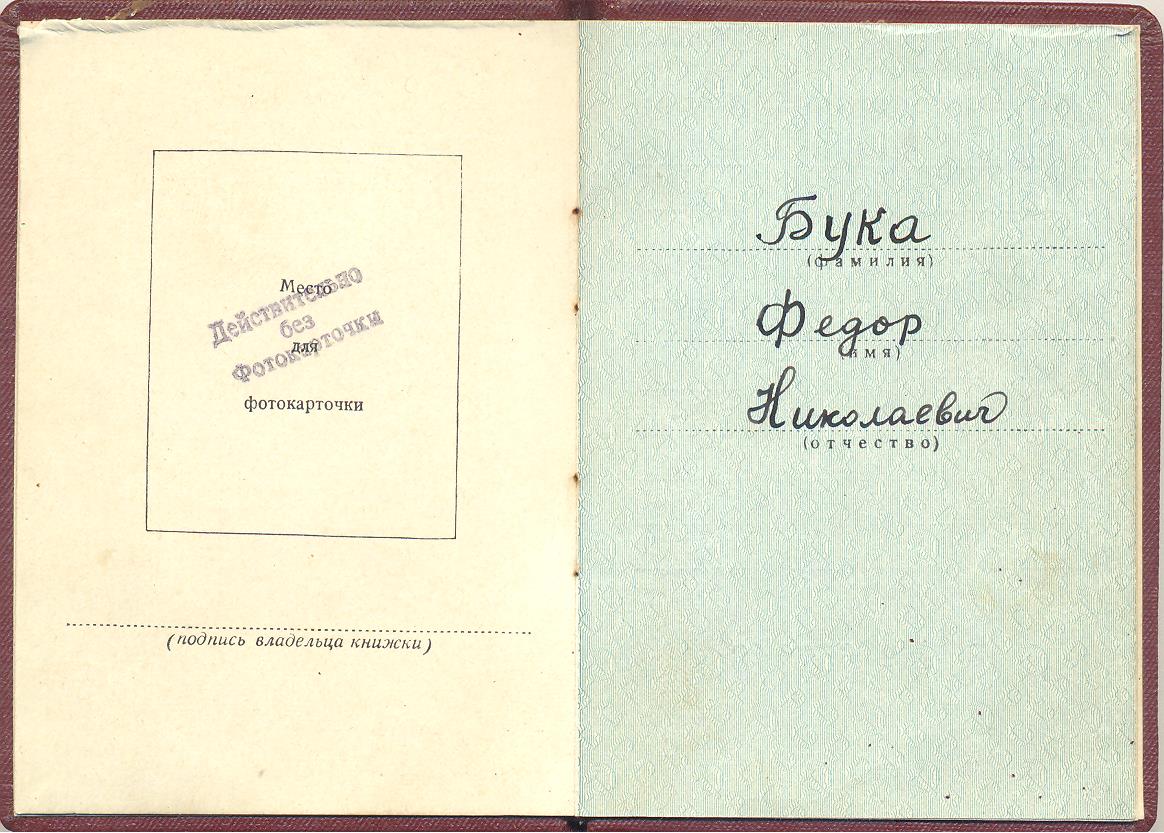 Место
для
фотокарточки
Действительно
без
Фотокарточки
(подпись владельца книжки)
Бука
(фамилия)
Федор
(имя)
Николаевич
(отчество)